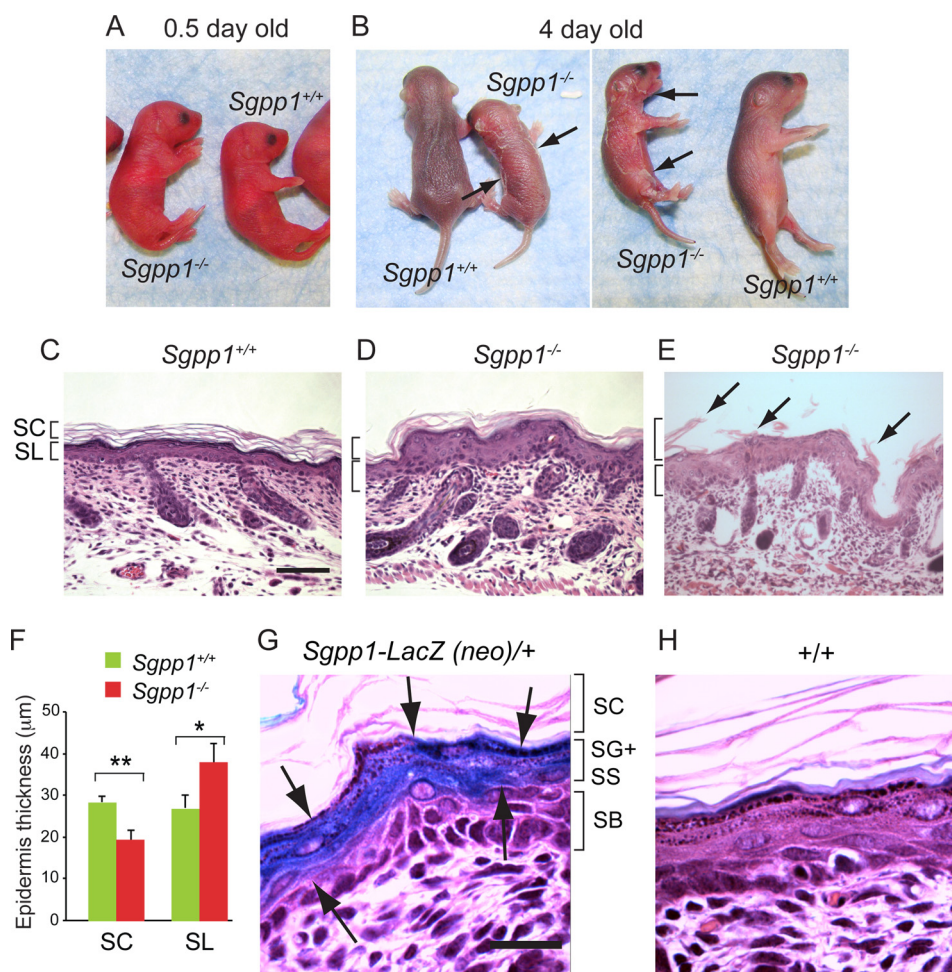 A 0.5 day old
B 4 day old
Sgpp1+/+
Sgpp1-/-
Sgpp1-/-
Sgpp1+/+
Sgpp1-/-
Sgpp1+/+
C Sgpp1+/+
D Sgpp1-/-
E Sgpp1-/-
SC
SL
F
Sgpp1+/+
Sgpp1-/-
Epidermis thickness (μm)
50
40
30
20
10
0
**
*
SC SL
G Sgpp1-LacZ (neo)/+
SC
SG+
SS
SB
H +/+